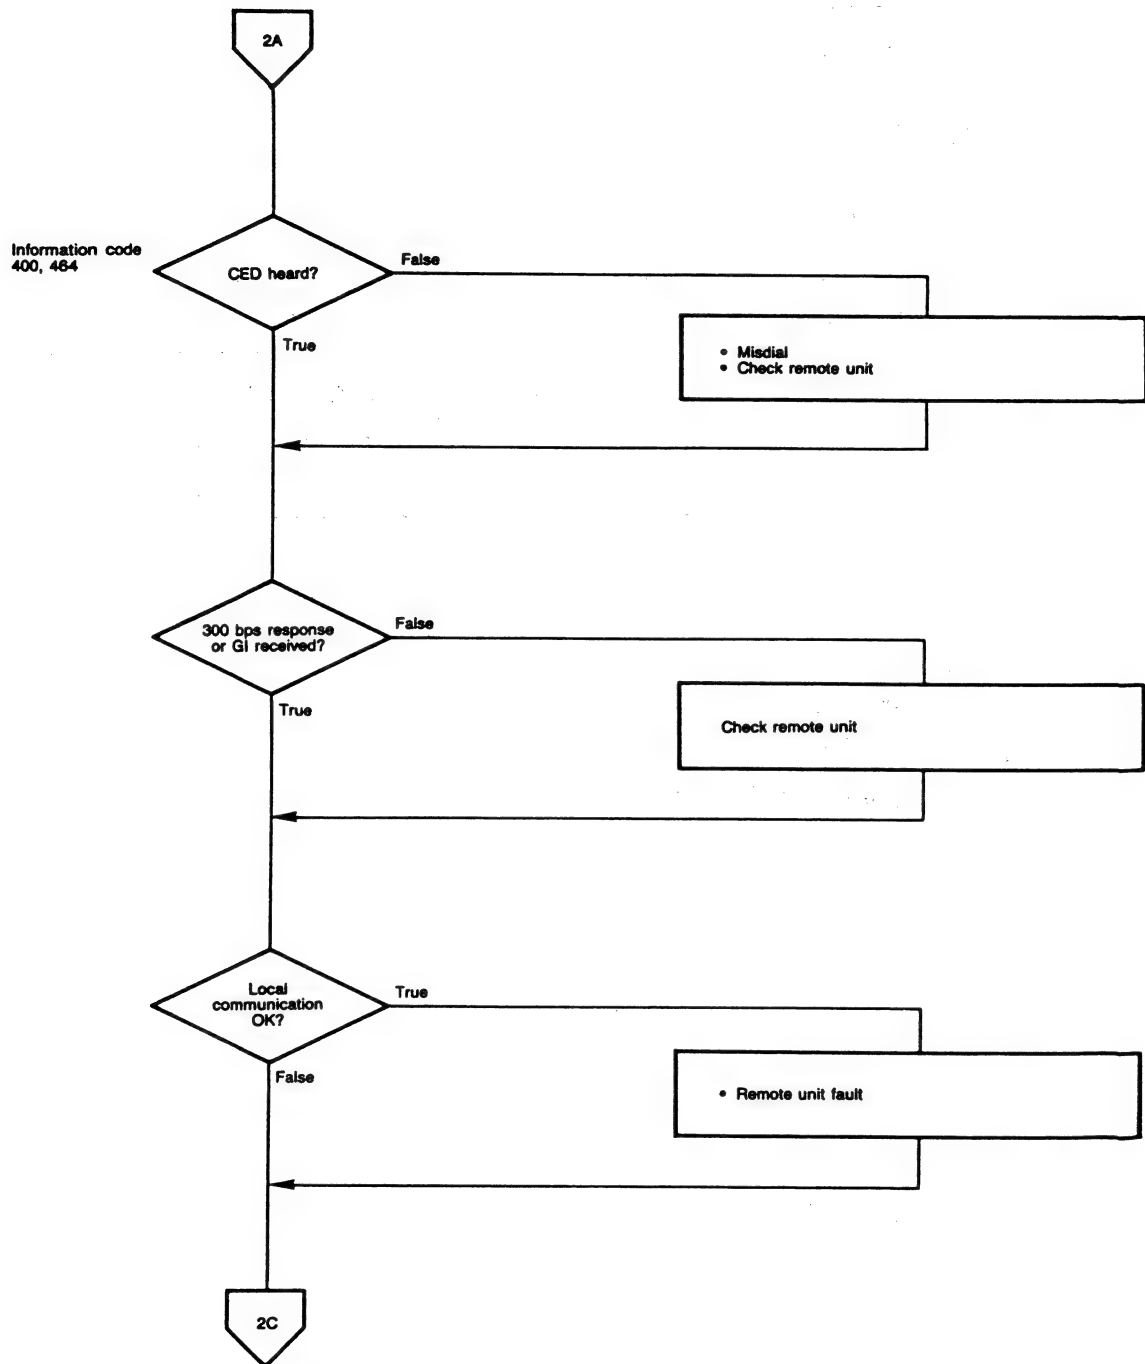 2A
Information code
400, 464
CED heard?
False
True
• Misdial
• Check remote unit
300 bps response
or GI received?
False
True
Check remote unit
Local
communication
OK?
True
False
• Remote unit fault
2C